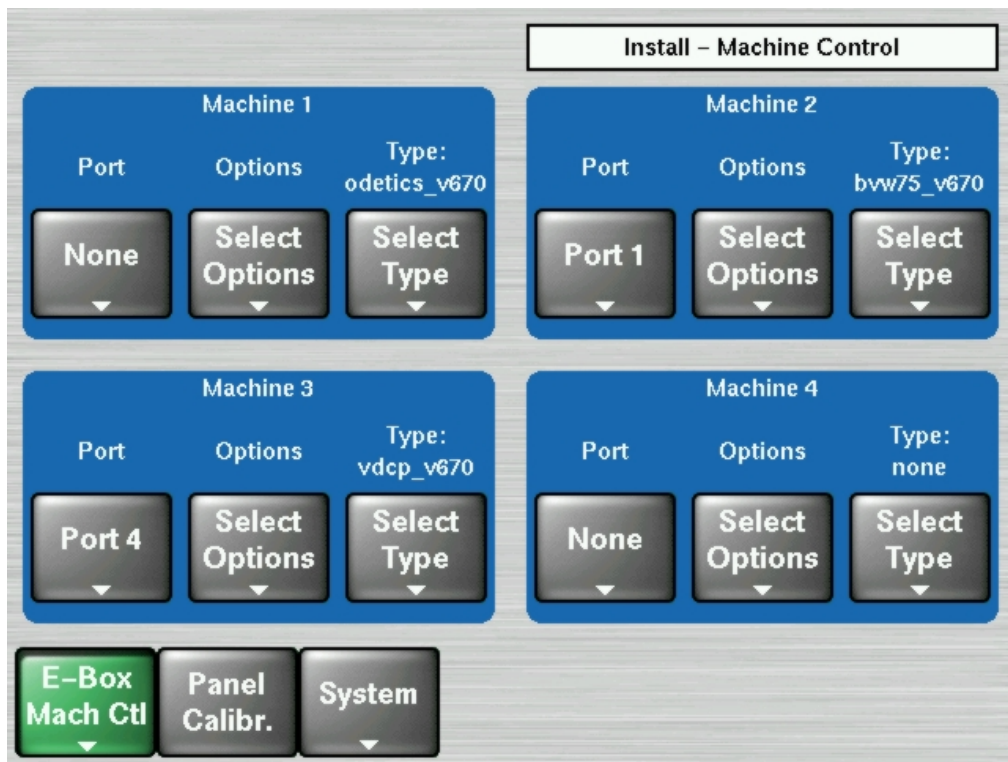 Install – Machine Control
Machine 1
Port
Options
Type:
odetics_v670
None
Select
Options
Select
Type
Machine 2
Port
Options
Type:
bvw75_v670
Port 1
Select
Options
Select
Type
Machine 3
Port
Options
Type:
vdcp_v670
Port 4
Select
Options
Select
Type
Machine 4
Port
Options
Type:
none
None
Select
Options
Select
Type
E–Box
Mach Ctl
Panel
Calibr.
System